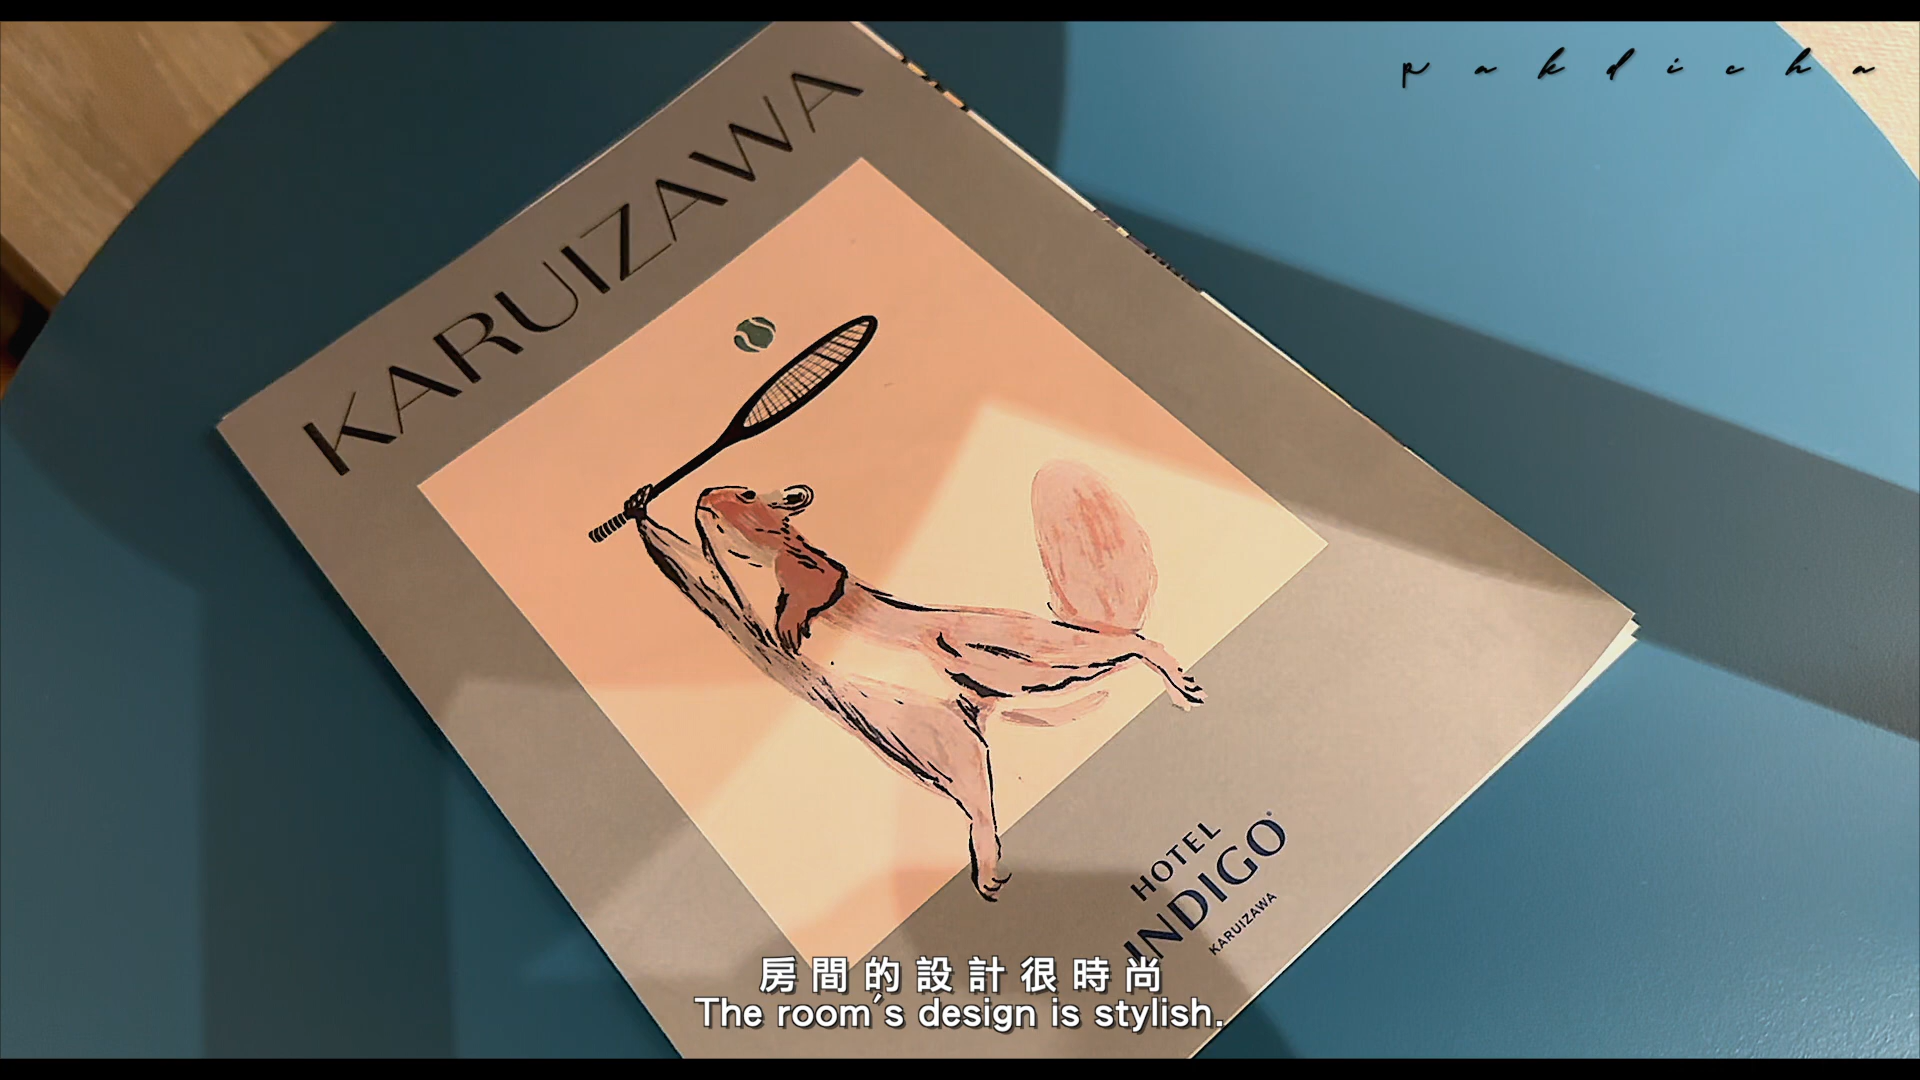 pakdicha
KARUIZAWA
HOTEL
INDIGO
KARUIZAWA
房間的設計很時尚
The room's design is stylish.